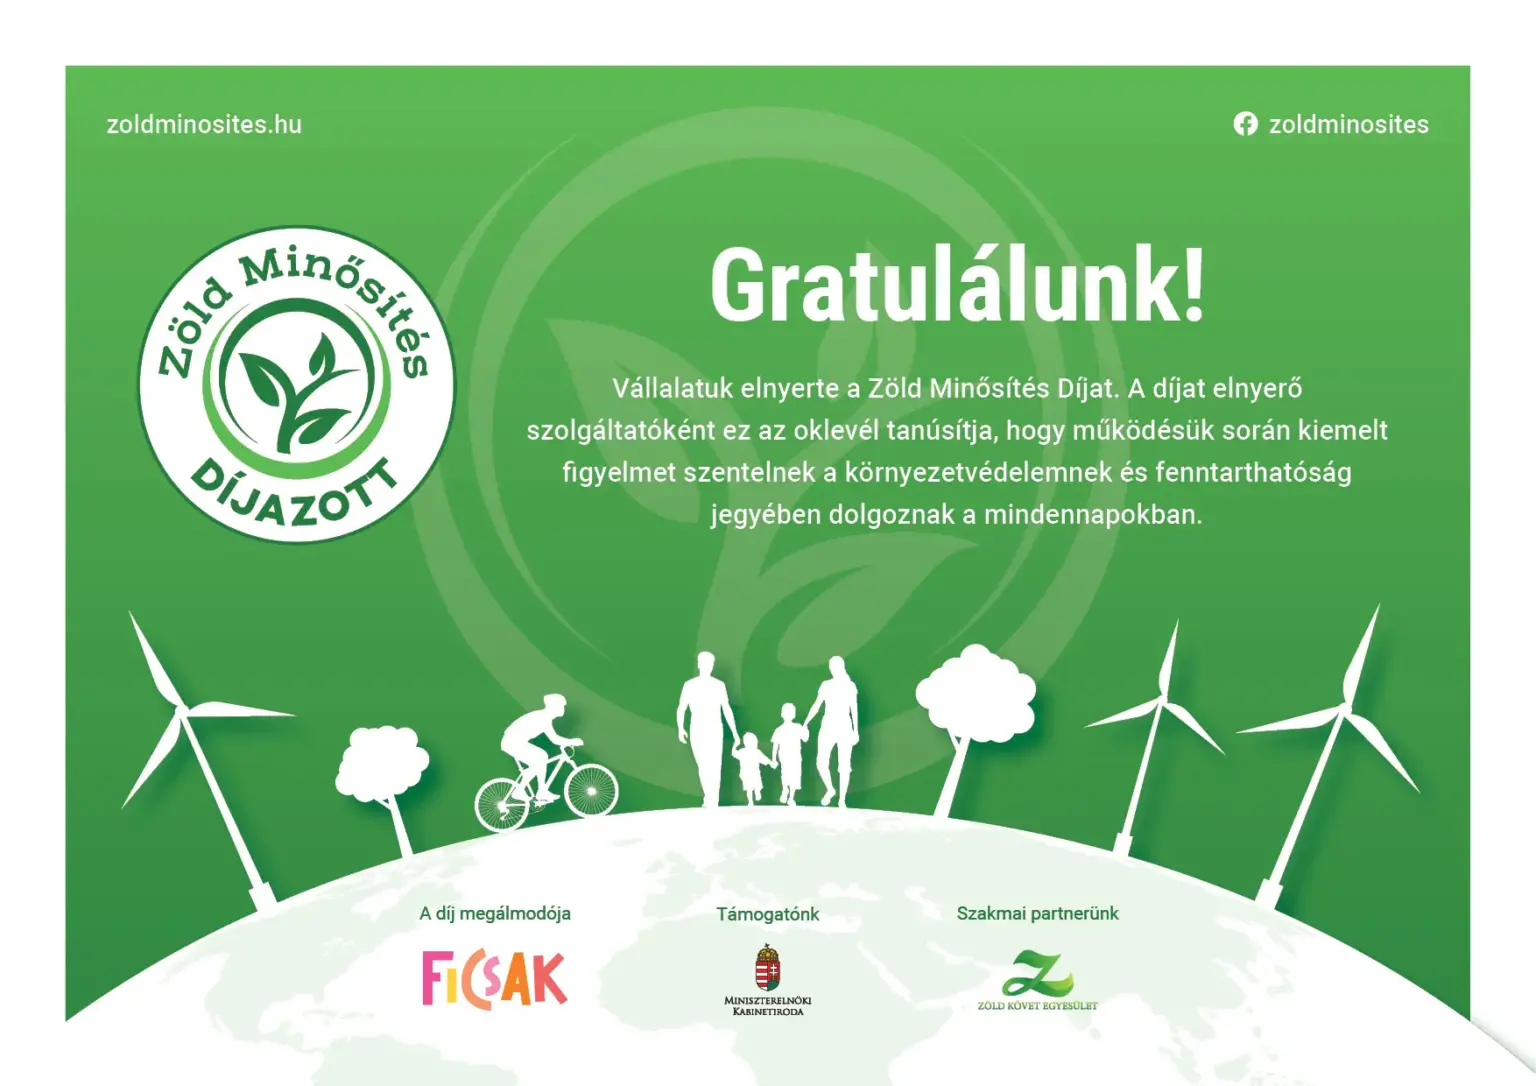 zoldminosites.hu
zoldminosites
Zöld Minősítés
DÍJAZOTT
Gratulálunk!
Vállalatuk elnyerte a Zöld Minősítés Díjat. A díjat elnyerő
szolgáltatóként ez az oklevél tanúsítja, hogy működésük során kiemelt
figyelmet szentelnek a környezetvédelemnek és fenntarthatóság
jegyében dolgoznak a mindennapokban.
A díj megálmodója
Támogatónk
Szakmai partnerünk
FICSAK
MINISZTERELNÖKI
KABINETIRODA
ZÖLD KÖVET EGYESÜLET